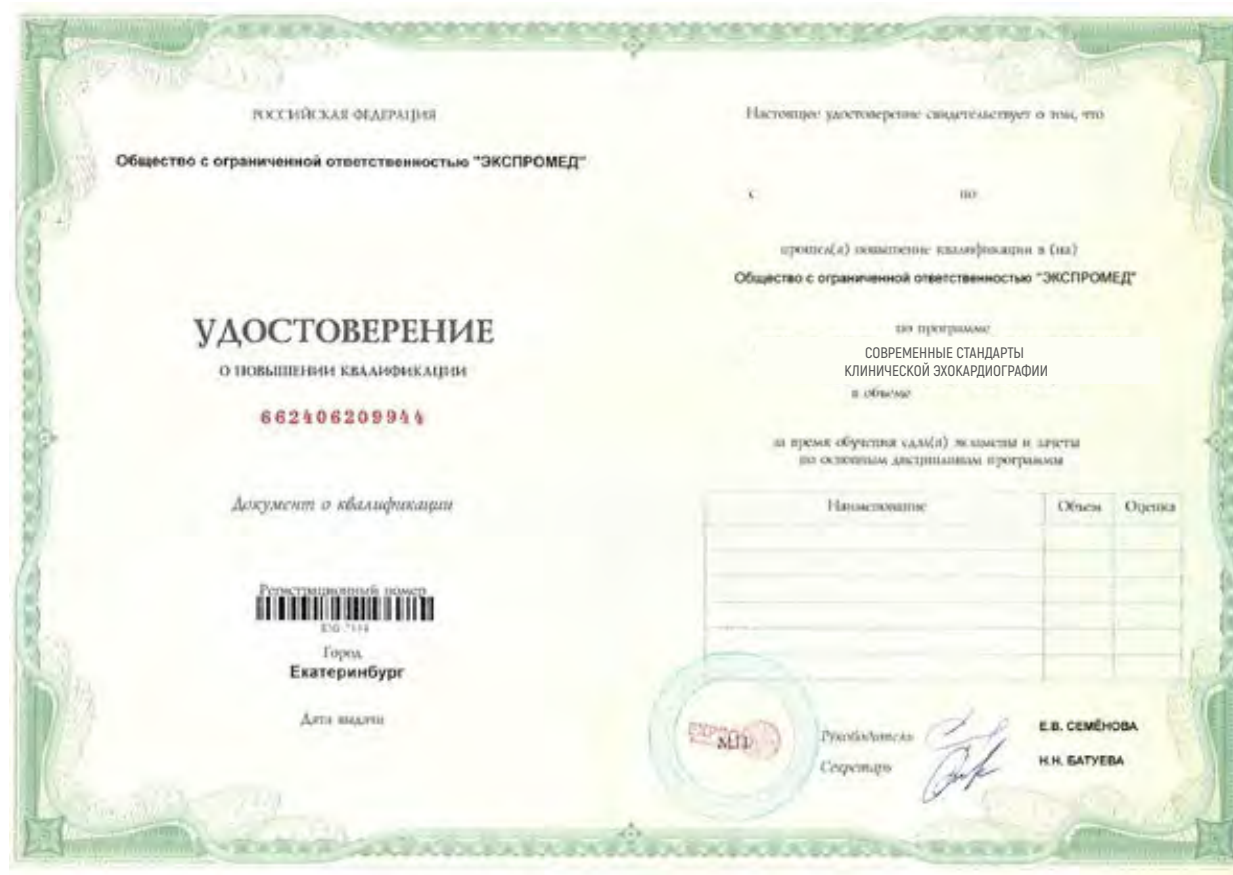 РОССИЙСКАЯ ФЕДЕРАЦИЯ
Общество с ограниченной ответственностью "ЭКСПРОМЕД"
УДОСТОВЕРЕНИЕ
О ПОВЫШЕНИИ КВАЛИФИКАЦИИ
662406209944
Документ о квалификации
Регистрационный номер
Город
Екатеринбург
Дата выдачи
Настоящее удостоверение свидетельствует о том, что
с по
прошел(а) повышение квалификации в (на)
Общество с ограниченной ответственностью "ЭКСПРОМЕД"
по программе
СОВРЕМЕННЫЕ СТАНДАРТЫ
КЛИНИЧЕСКОЙ ЭХОКАРДИОГРАФИИ
в объеме
за время обучения сдал(а) экзамены и зачеты
по основным дисциплинам программы
Наименование Объем Оценка
М.П.
Руководитель Е.В. СЕМЁНОВА
Секретарь Н.Н. БАТУЕВА